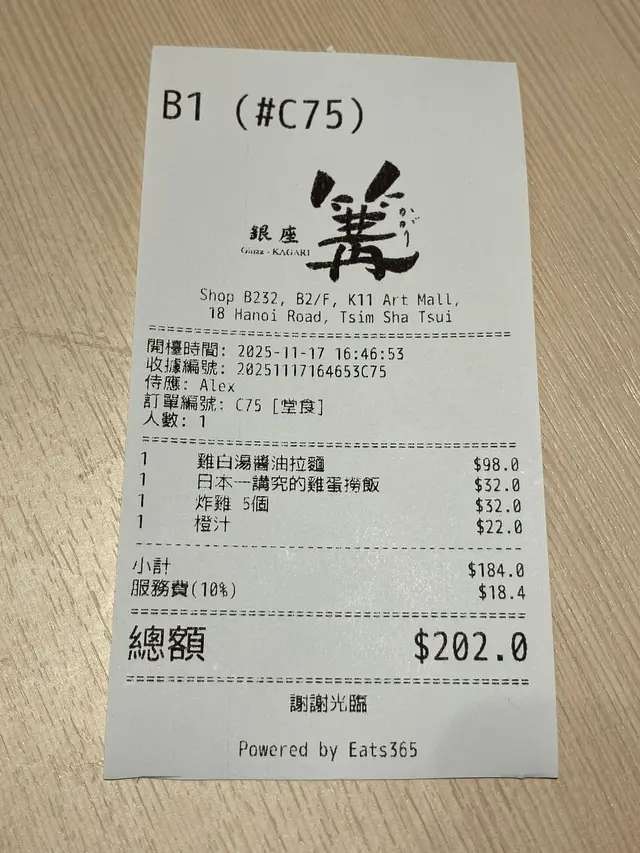 B1 (#C75)
篝
かがり
銀座
Ginza - KAGARI
Shop B232, B2/F, K11 Art Mall,
18 Hanoi Road, Tsim Sha Tsui
開檯時間: 2025-11-17 16:46:53
收據編號: 20251117164653C75
侍應: Alex
訂單編號: C75 [堂食]
人數: 1
1 雞白湯醬油拉麵 $98.0
1 日本一講究的雞蛋撈飯 $32.0
1 炸雞 5個 $32.0
1 橙汁 $22.0
小計 $184.0
服務費(10%) $18.4
總額 $202.0
謝謝光臨
Powered by Eats365